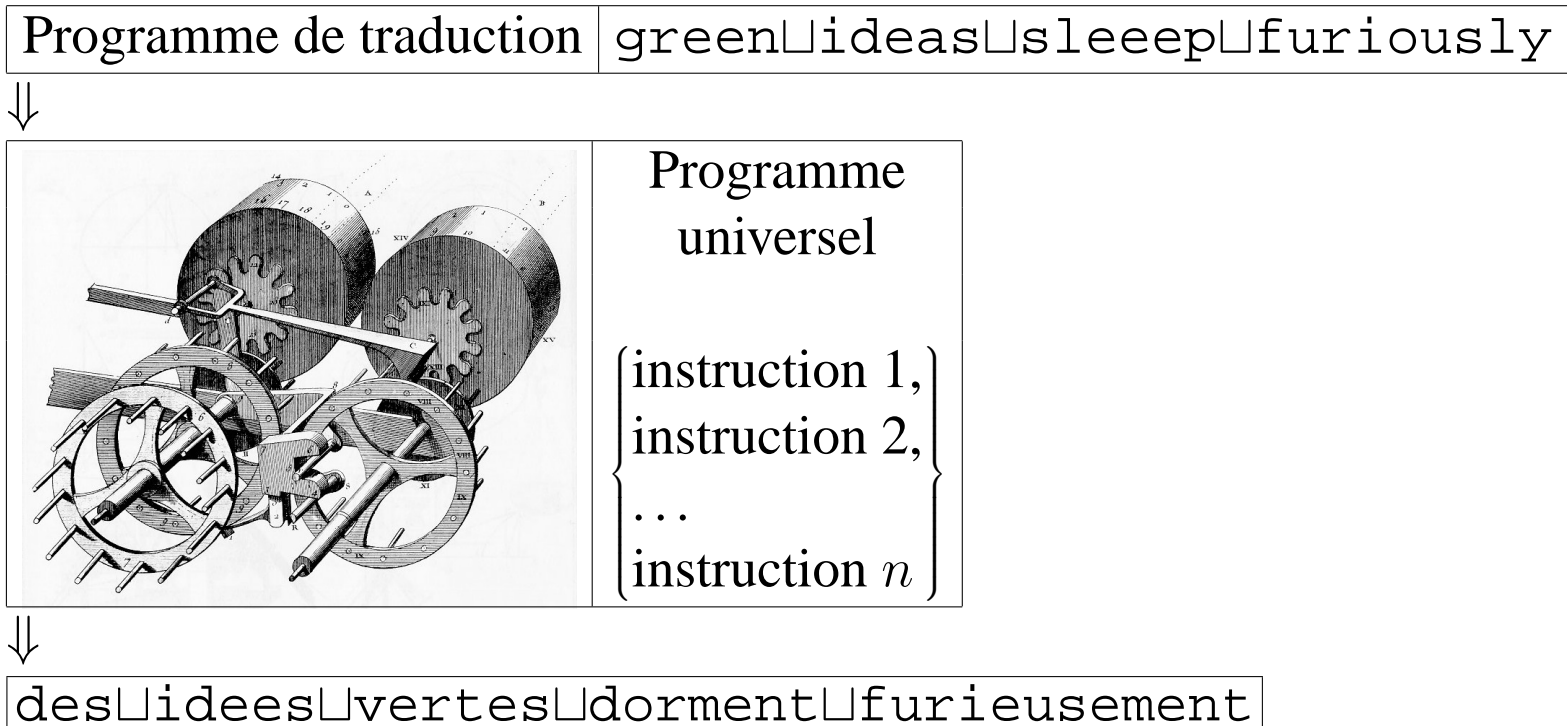 Programme de traduction green␣ideas␣sleeep␣furiously
⇓
Programme
universel
instruction 1,
instruction 2,
...
instruction n
⇓
des␣idees␣vertes␣dorment␣furieusement